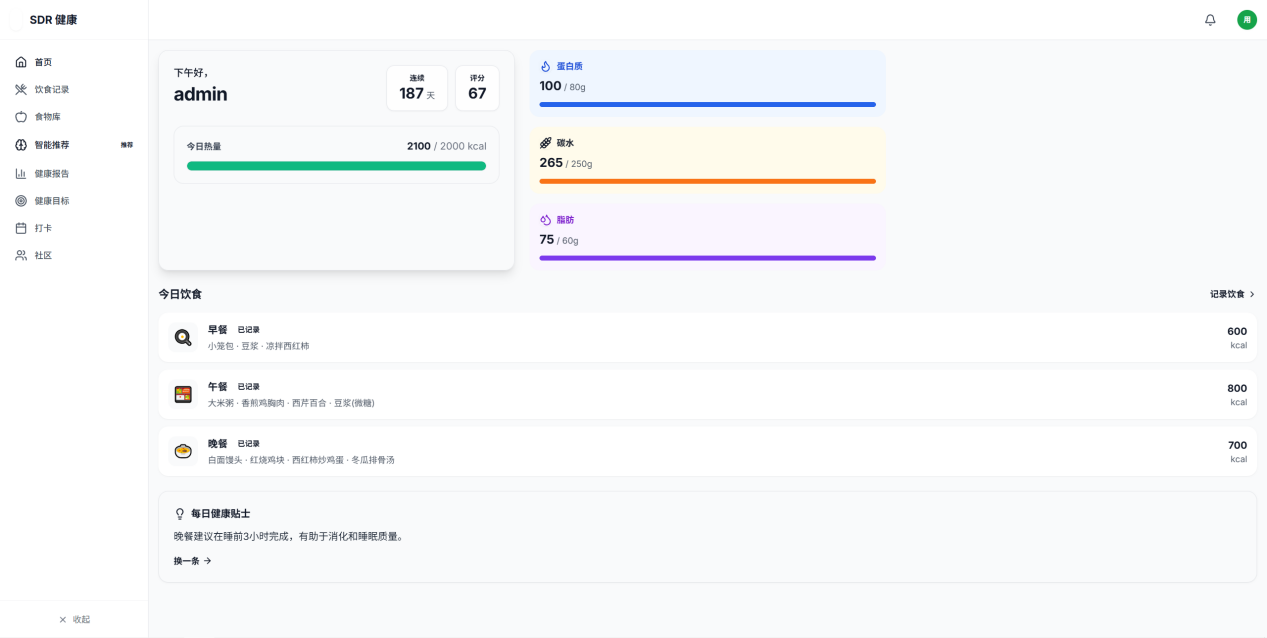 SDR 健康
用
首页
饮食记录
食物库
智能推荐 推荐
健康报告
健康目标
打卡
社区
收起
下午好，
admin
连续
187 天
评分
67
今日热量 2100 / 2000 kcal
蛋白质
100 / 80g
碳水
265 / 250g
脂肪
75 / 60g
今日饮食 记录饮食
早餐 已记录
小笼包 · 豆浆 · 凉拌西红柿
600
kcal
午餐 已记录
大米粥 · 香煎鸡胸肉 · 西芹百合 · 豆浆(微糖)
800
kcal
晚餐 已记录
白面馒头 · 红烧鸡块 · 西红柿炒鸡蛋 · 冬瓜排骨汤
700
kcal
每日健康贴士
晚餐建议在睡前3小时完成，有助于消化和睡眠质量。
换一条 →